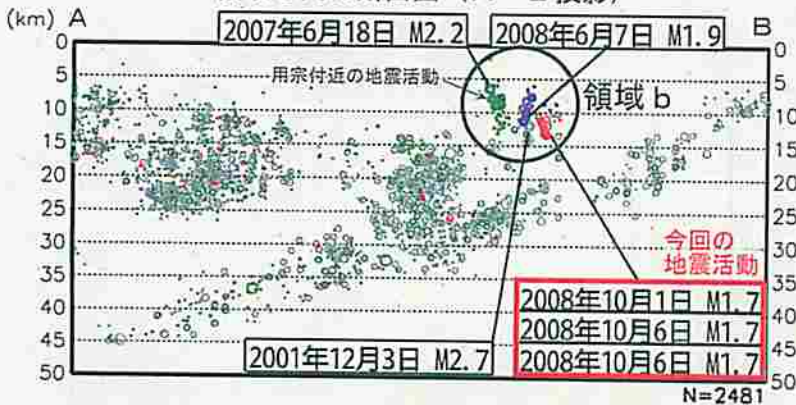 (km) A
B
2007年6月18日 M2.2
2008年6月7日 M1.9
用宗付近の地震活動
領域b
0
5
10
15
20
25
30
35
40
45
50
0
5
10
15
20
25
30
35
40
45
50
今回の
地震活動
2008年10月1日 M1.7
2008年10月6日 M1.7
2008年10月6日 M1.7
2001年12月3日 M2.7
N=2481